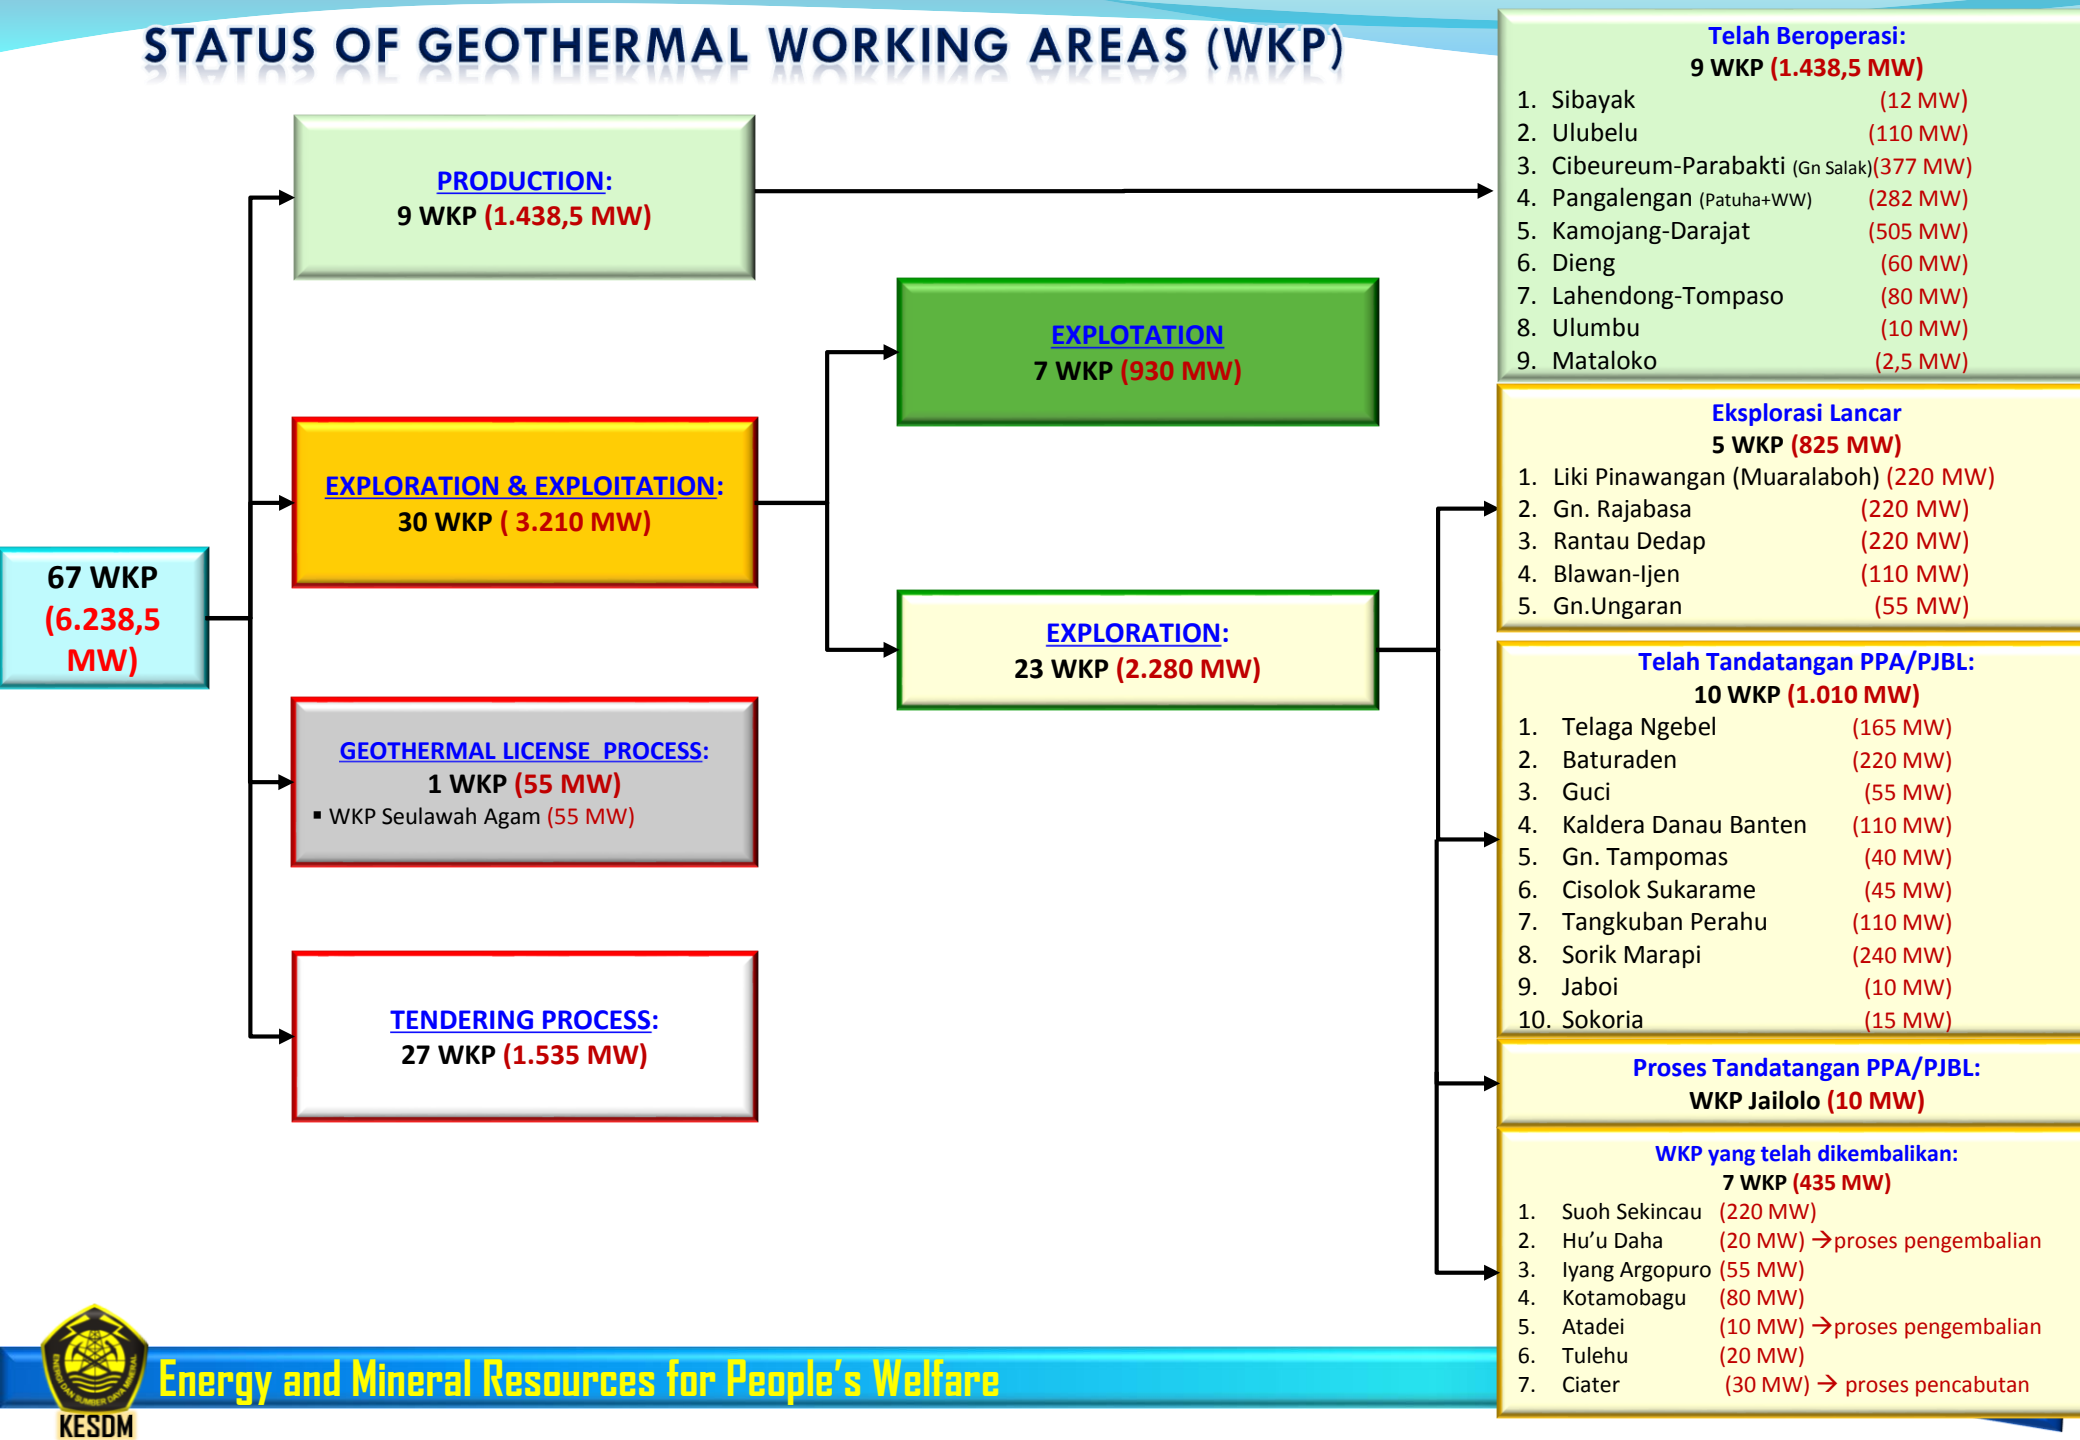 STATUS OF GEOTHERMAL WORKING AREAS (WKP)
67 WKP
(6.238,5
MW)
PRODUCTION:
9 WKP (1.438,5 MW)
EXPLORATION & EXPLOITATION:
30 WKP ( 3.210 MW)
GEOTHERMAL LICENSE PROCESS:
1 WKP (55 MW)
▪ WKP Seulawah Agam (55 MW)
TENDERING PROCESS:
27 WKP (1.535 MW)
EXPLOTATION
7 WKP (930 MW)
EXPLORATION:
23 WKP (2.280 MW)
Telah Beroperasi:
9 WKP (1.438,5 MW)
1. Sibayak (12 MW)
2. Ulubelu (110 MW)
3. Cibeureum-Parabakti (Gn Salak)(377 MW)
4. Pangalengan (Patuha+WW) (282 MW)
5. Kamojang-Darajat (505 MW)
6. Dieng (60 MW)
7. Lahendong-Tompaso (80 MW)
8. Ulumbu (10 MW)
9. Mataloko (2,5 MW)
Eksplorasi Lancar
5 WKP (825 MW)
1. Liki Pinawangan (Muaralaboh) (220 MW)
2. Gn. Rajabasa (220 MW)
3. Rantau Dedap (220 MW)
4. Blawan-Ijen (110 MW)
5. Gn.Ungaran (55 MW)
Telah Tandatangan PPA/PJBL:
10 WKP (1.010 MW)
1. Telaga Ngebel (165 MW)
2. Baturaden (220 MW)
3. Guci (55 MW)
4. Kaldera Danau Banten (110 MW)
5. Gn. Tampomas (40 MW)
6. Cisolok Sukarame (45 MW)
7. Tangkuban Perahu (110 MW)
8. Sorik Marapi (240 MW)
9. Jaboi (10 MW)
10. Sokoria (15 MW)
Proses Tandatangan PPA/PJBL:
WKP Jailolo (10 MW)
WKP yang telah dikembalikan:
7 WKP (435 MW)
1. Suoh Sekincau (220 MW)
2. Hu’u Daha (20 MW) →proses pengembalian
3. Iyang Argopuro (55 MW)
4. Kotamobagu (80 MW)
5. Atadei (10 MW) →proses pengembalian
6. Tulehu (20 MW)
7. Ciater (30 MW) → proses pencabutan
Energy and Mineral Resources for People’s Welfare
ENERGI DAN SUMBER DAYA MINERAL
KESDM